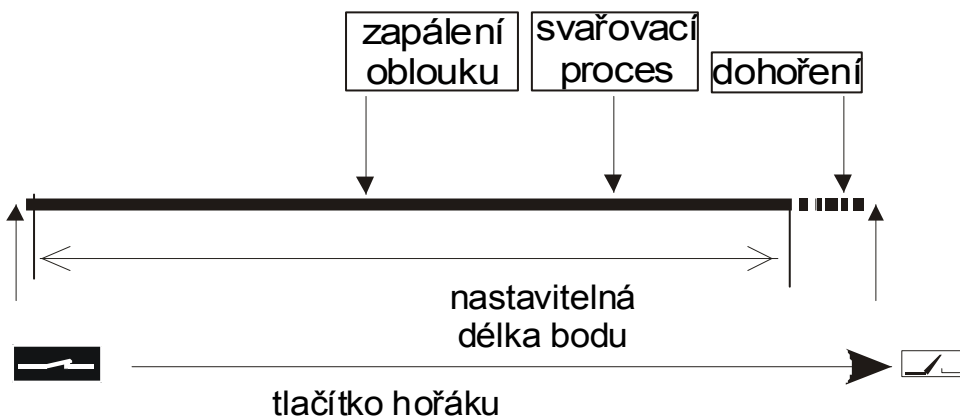 zapálení
oblouku
svařovací
proces
dohoření
nastavitelná
délka bodu
tlačítko hořáku